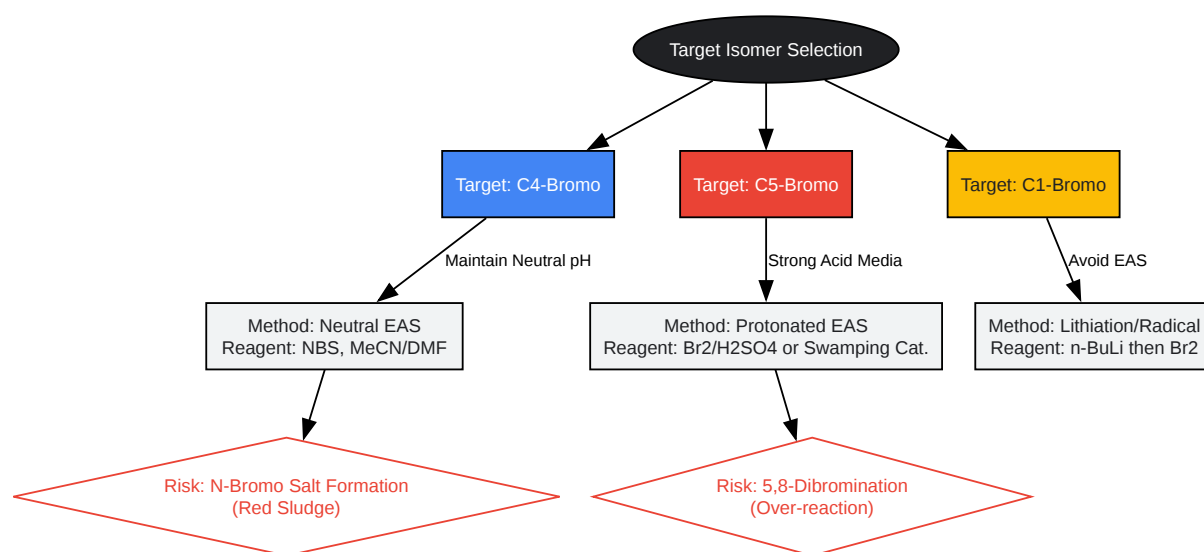 Target Isomer Selection
Target: C4-Bromo
Target: C5-Bromo
Target: C1-Bromo
Maintain Neutral pH
Strong Acid Media
Avoid EAS
Method: Neutral EAS
Reagent: NBS, MeCN/DMF
Method: Protonated EAS
Reagent: Br2/H2SO4 or Swamping Cat.
Method: Lithiation/Radical
Reagent: n-BuLi then Br2
Risk: N-Bromo Salt Formation
(Red Sludge)
Risk: 5,8-Dibromination
(Over-reaction)